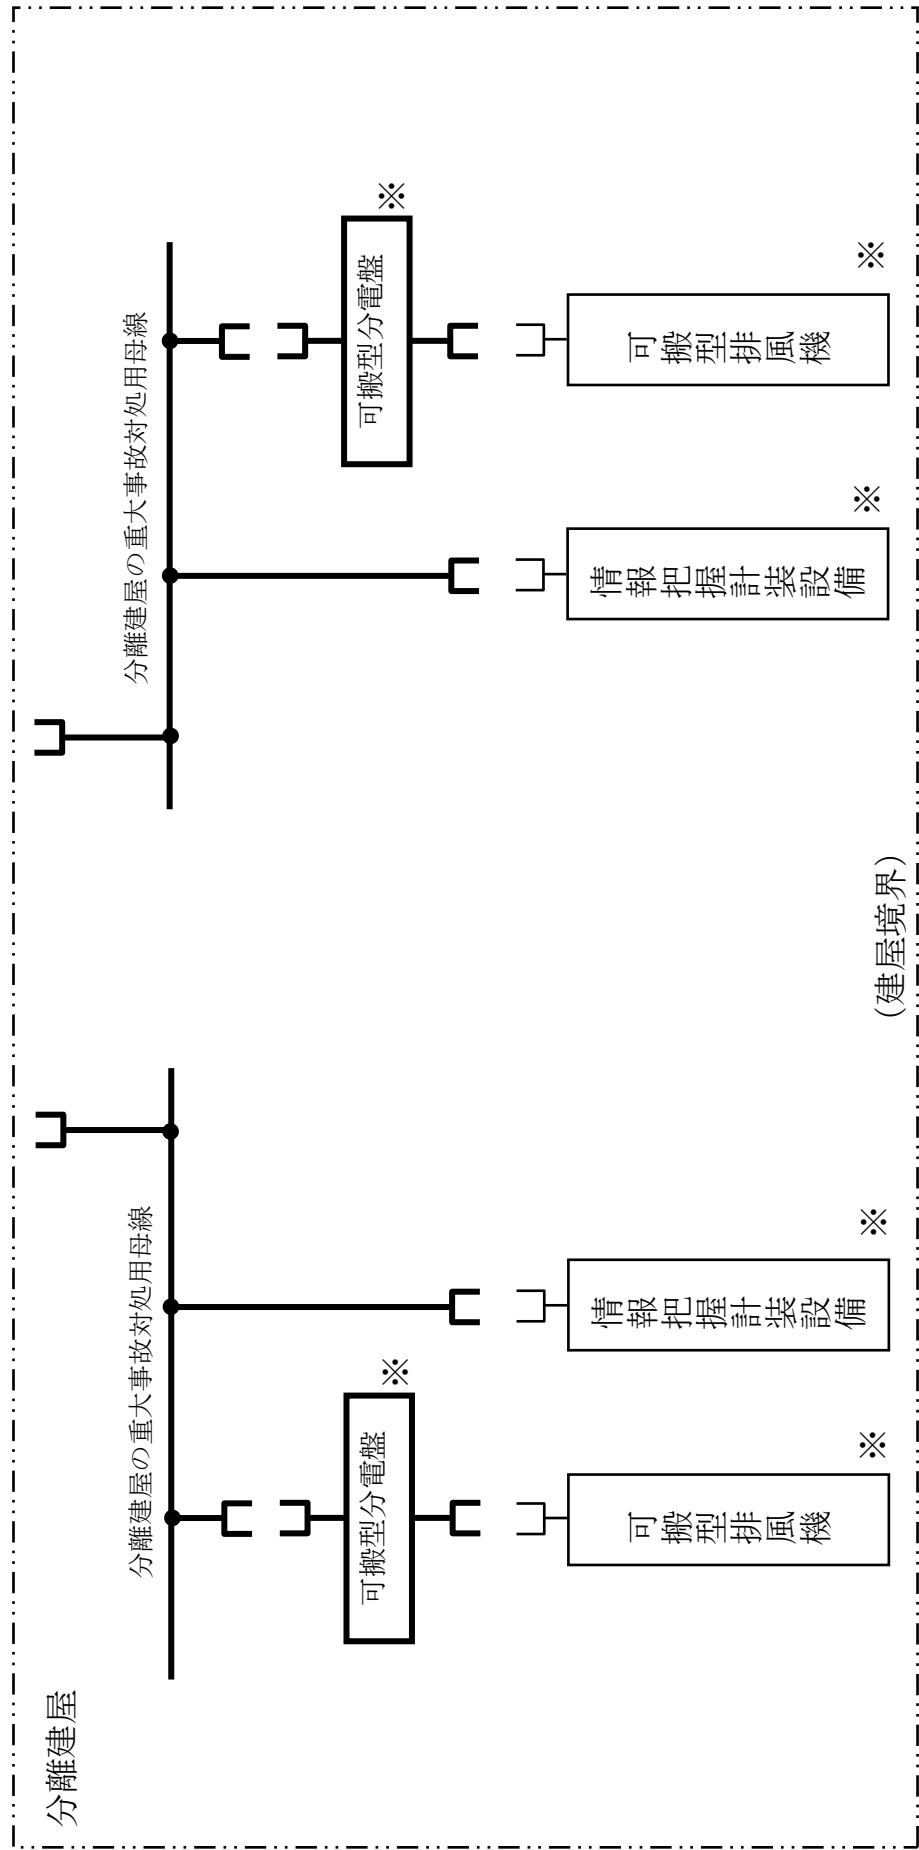 分離建屋
分離建屋の重大事故対処用母線
分離建屋の重大事故対処用母線
可搬型分電盤
※
可搬型分電盤
※
可搬型排風機
※
情報把握計装設備
※
情報把握計装設備
※
可搬型排風機
※
(建屋境界)